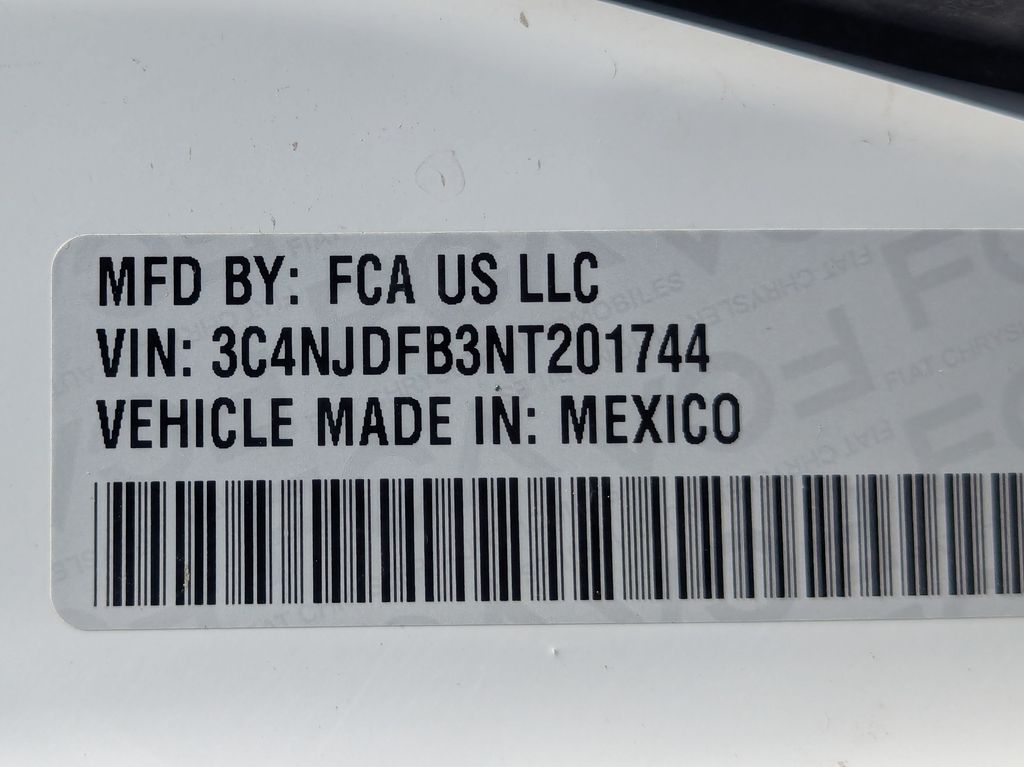 MFD BY: FCA US LLC
VIN: 3C4NJDFB3NT201744
VEHICLE MADE IN: MEXICO